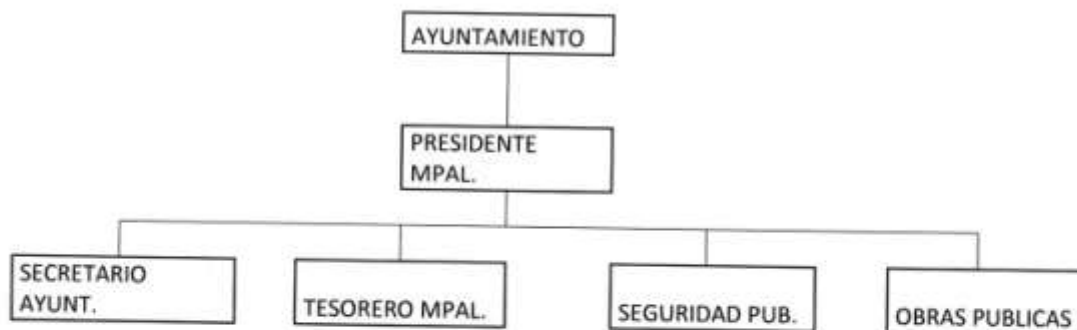 AYUNTAMIENTO
PRESIDENTE
MPAL.
SECRETARIO
AYUNT.
TESORERO MPAL.
SEGURIDAD PUB.
OBRAS PUBLICAS